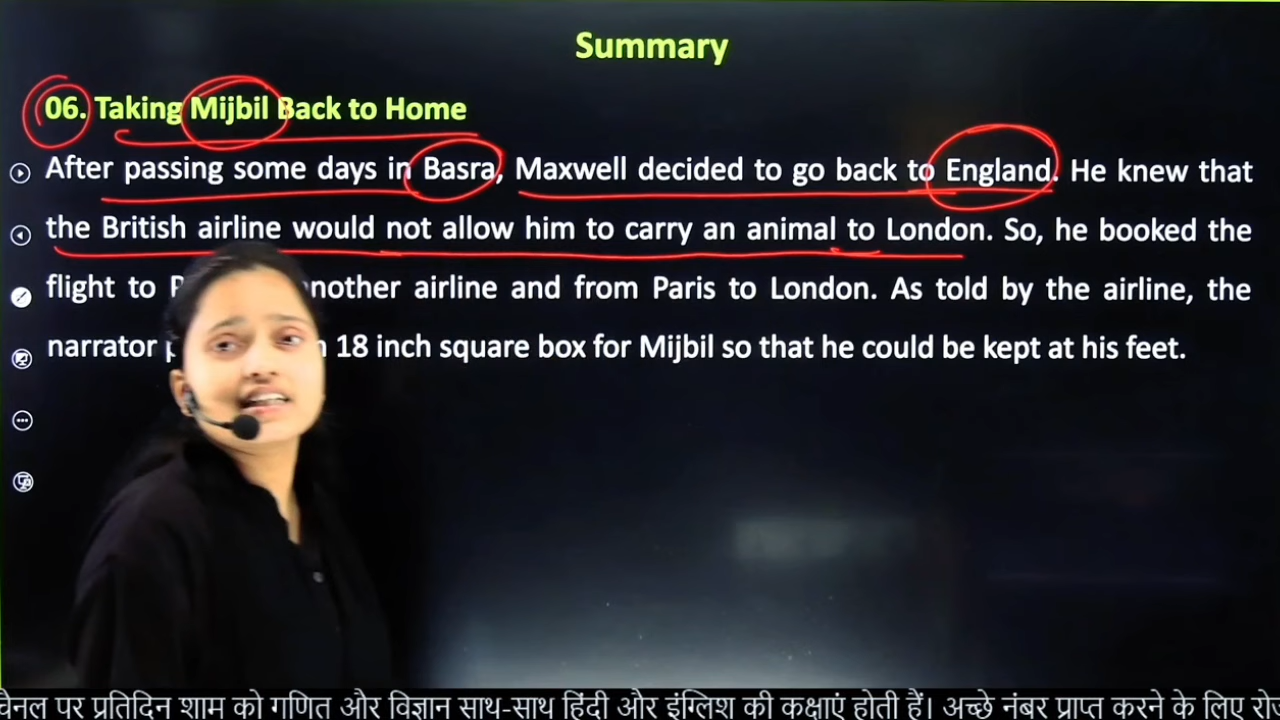 Summary
06. Taking Mijbil Back to Home
After passing some days in Basra, Maxwell decided to go back to England. He knew that
the British airline would not allow him to carry an animal to London. So, he booked the
flight to another airline and from Paris to London. As told by the airline, the
narrator 18 inch square box for Mijbil so that he could be kept at his feet.
पर प्रतिदिन शाम को गणित और विज्ञान साथ-साथ हिंदी और इंग्लिश की कक्षाएं होती हैं। अच्छे नंबर प्राप्त करने के लिए